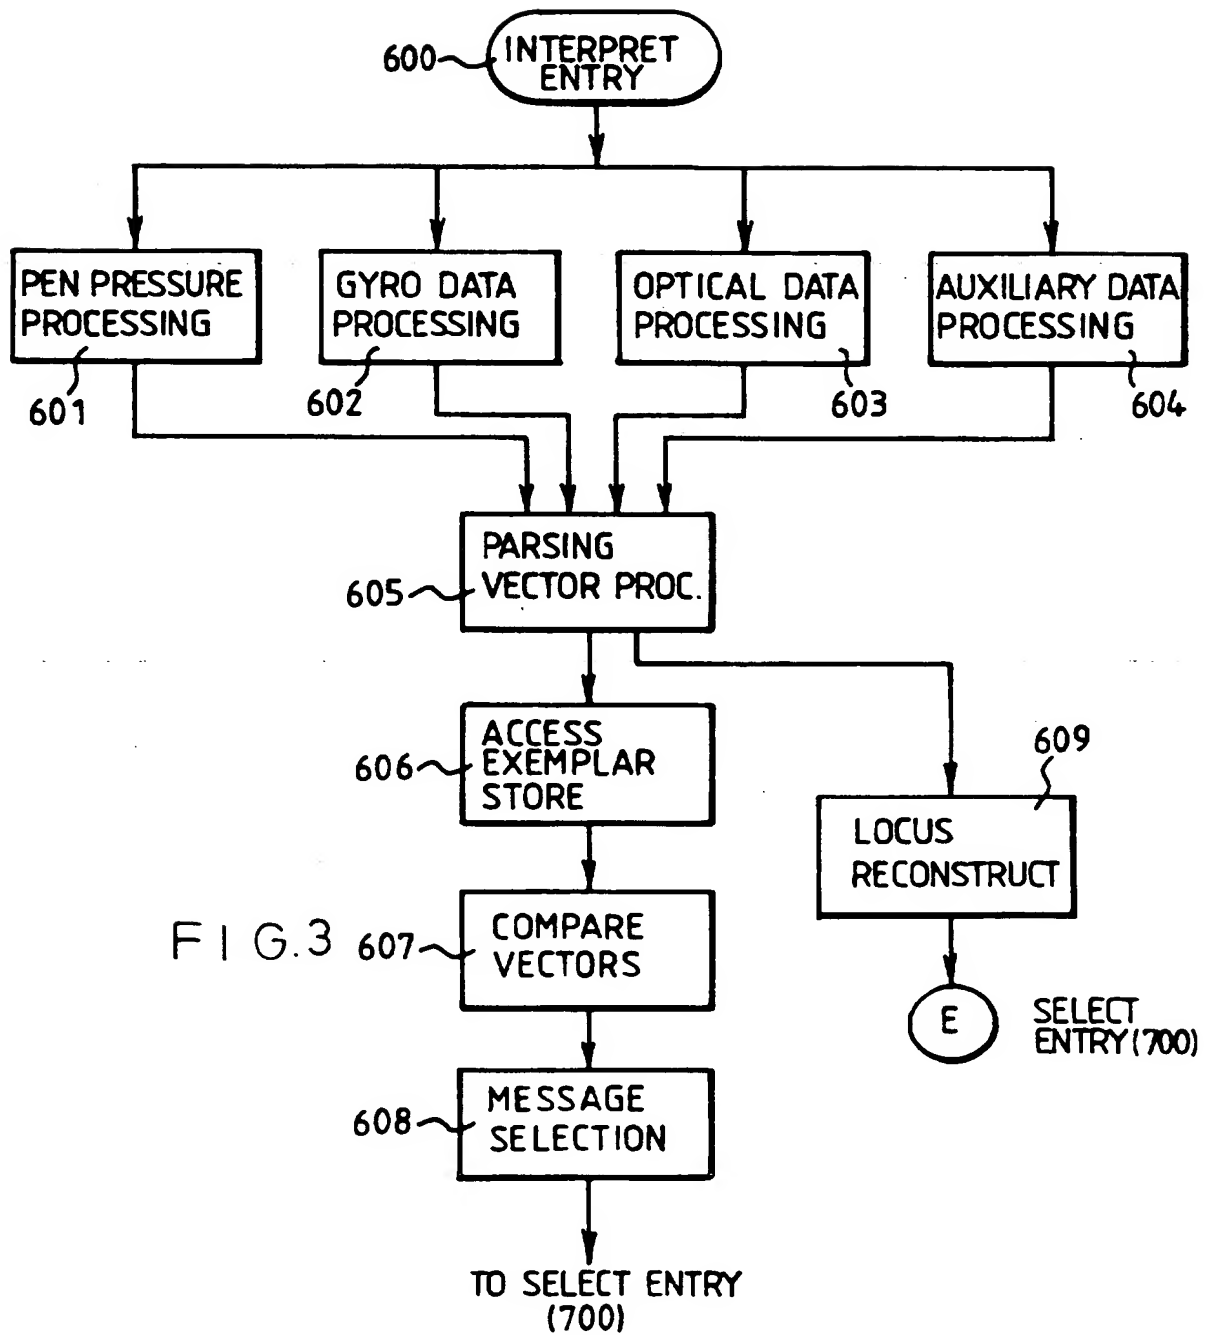 600
INTERPRET
ENTRY
PEN PRESSURE
PROCESSING
601
GYRO DATA
PROCESSING
602
OPTICAL DATA
PROCESSING
603
AUXILIARY DATA
PROCESSING
604
PARSING
VECTOR PROC.
605
ACCESS
EXEMPLAR
STORE
606
609
LOCUS
RECONSTRUCT
FIG.3
607
COMPARE
VECTORS
E
SELECT
ENTRY(700)
608
MESSAGE
SELECTION
TO SELECT ENTRY
(700)